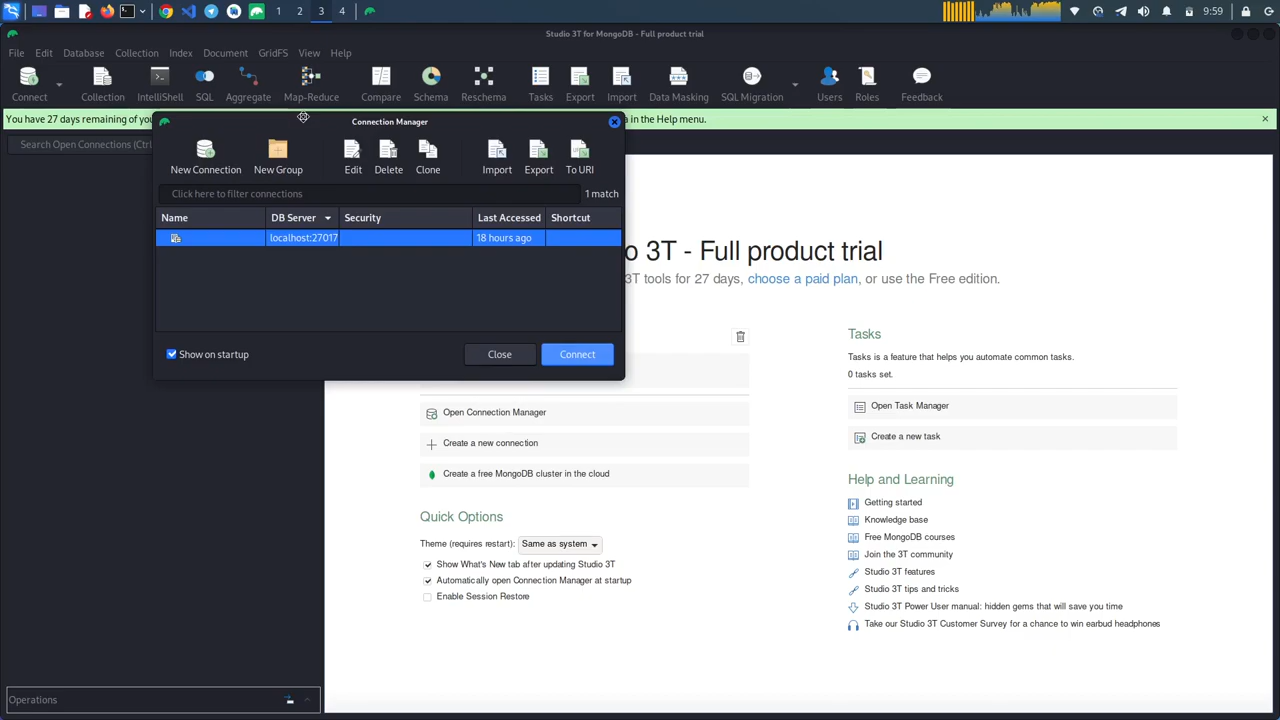 1 2 3 4 9:59
Studio 3T for MongoDB - Full product trial
File Edit Database Collection Index Document GridFS View Help
Connect Collection IntelliShell SQL Aggregate Map-Reduce Compare Schema Reschema Tasks Export Import Data Masking SQL Migration Users Roles Feedback
You have 27 days remaining of you
a in the Help menu.
Connection Manager
Search Open Connections (Ctrl
New Connection New Group Edit Delete Clone Import Export To URI
Click here to filter connections 1 match
Name DB Server Security Last Accessed Shortcut
localhost:27017 18 hours ago
Show on startup Close Connect
o 3T - Full product trial
3T tools for 27 days, choose a paid plan, or use the Free edition.
Open Connection Manager
Create a new connection
Create a free MongoDB cluster in the cloud
Quick Options
Theme (requires restart): Same as system
Show What's New tab after updating Studio 3T
Automatically open Connection Manager at startup
Enable Session Restore
Tasks
Tasks is a feature that helps you automate common tasks.
0 tasks set.
Open Task Manager
Create a new task
Help and Learning
Getting started
Knowledge base
Free MongoDB courses
Join the 3T community
Studio 3T features
Studio 3T tips and tricks
Studio 3T Power User manual: hidden gems that will save you time
Take our Studio 3T Customer Survey for a chance to win earbud headphones
Operations